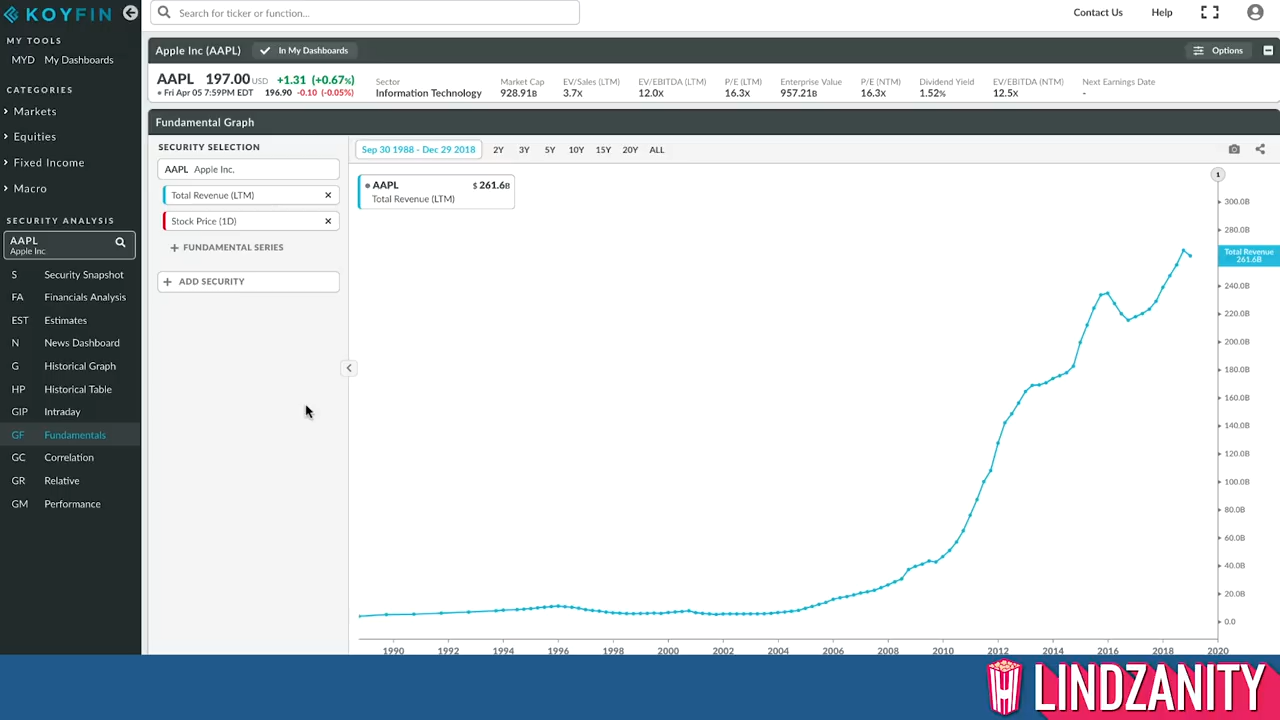 KOYFIN
Search for ticker or function...
Contact Us
Help
MY TOOLS
MYD My Dashboards
CATEGORIES
Markets
Equities
Fixed Income
Macro
SECURITY ANALYSIS
AAPL
Apple Inc
S Security Snapshot
FA Financials Analysis
EST Estimates
N News Dashboard
G Historical Graph
HP Historical Table
GIP Intraday
GF Fundamentals
GC Correlation
GR Relative
GM Performance
Apple Inc (AAPL)
In My Dashboards
Options
AAPL 197.00 USD +1.31 (+0.67%)
Fri Apr 05 7:59PM EDT 196.90 -0.10 (-0.05%)
Sector
Information Technology
Market Cap
928.91B
EV/Sales (LTM)
3.7X
EV/EBITDA (LTM)
12.0X
P/E (LTM)
16.3X
Enterprise Value
957.21B
P/E (NTM)
16.3X
Dividend Yield
1.52%
EV/EBITDA (NTM)
12.5X
Next Earnings Date
-
Fundamental Graph
SECURITY SELECTION
AAPL Apple Inc.
Total Revenue (LTM) ×
Stock Price (1D) ×
+ FUNDAMENTAL SERIES
+ ADD SECURITY
Sep 30 1988 - Dec 29 2018 2Y 3Y 5Y 10Y 15Y 20Y ALL
AAPL $ 261.6B
Total Revenue (LTM)
1
300.0B
280.0B
Total Revenue
261.6B
240.0B
220.0B
200.0B
180.0B
160.0B
140.0B
120.0B
100.0B
80.0B
60.0B
40.0B
20.0B
0.0
1990 1992 1994 1996 1998 2000 2002 2004 2006 2008 2010 2012 2014 2016 2018 2020
LINDZANITY